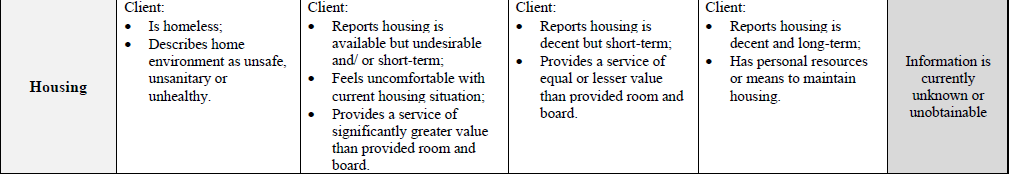 Housing
Client:
• Is homeless;
• Describes home
environment as unsafe,
unsanitary or
unhealthy.
Client:
• Reports housing is
available but undesirable
and/ or short-term;
• Feels uncomfortable with
current housing situation;
• Provides a service of
significantly greater value
than provided room and
board.
Client:
• Reports housing is
decent but short-term;
• Provides a service of
equal or lesser value
than provided room and
board.
Client:
• Reports housing is
decent and long-term;
• Has personal resources
or means to maintain
housing.
Information is
currently
unknown or
unobtainable